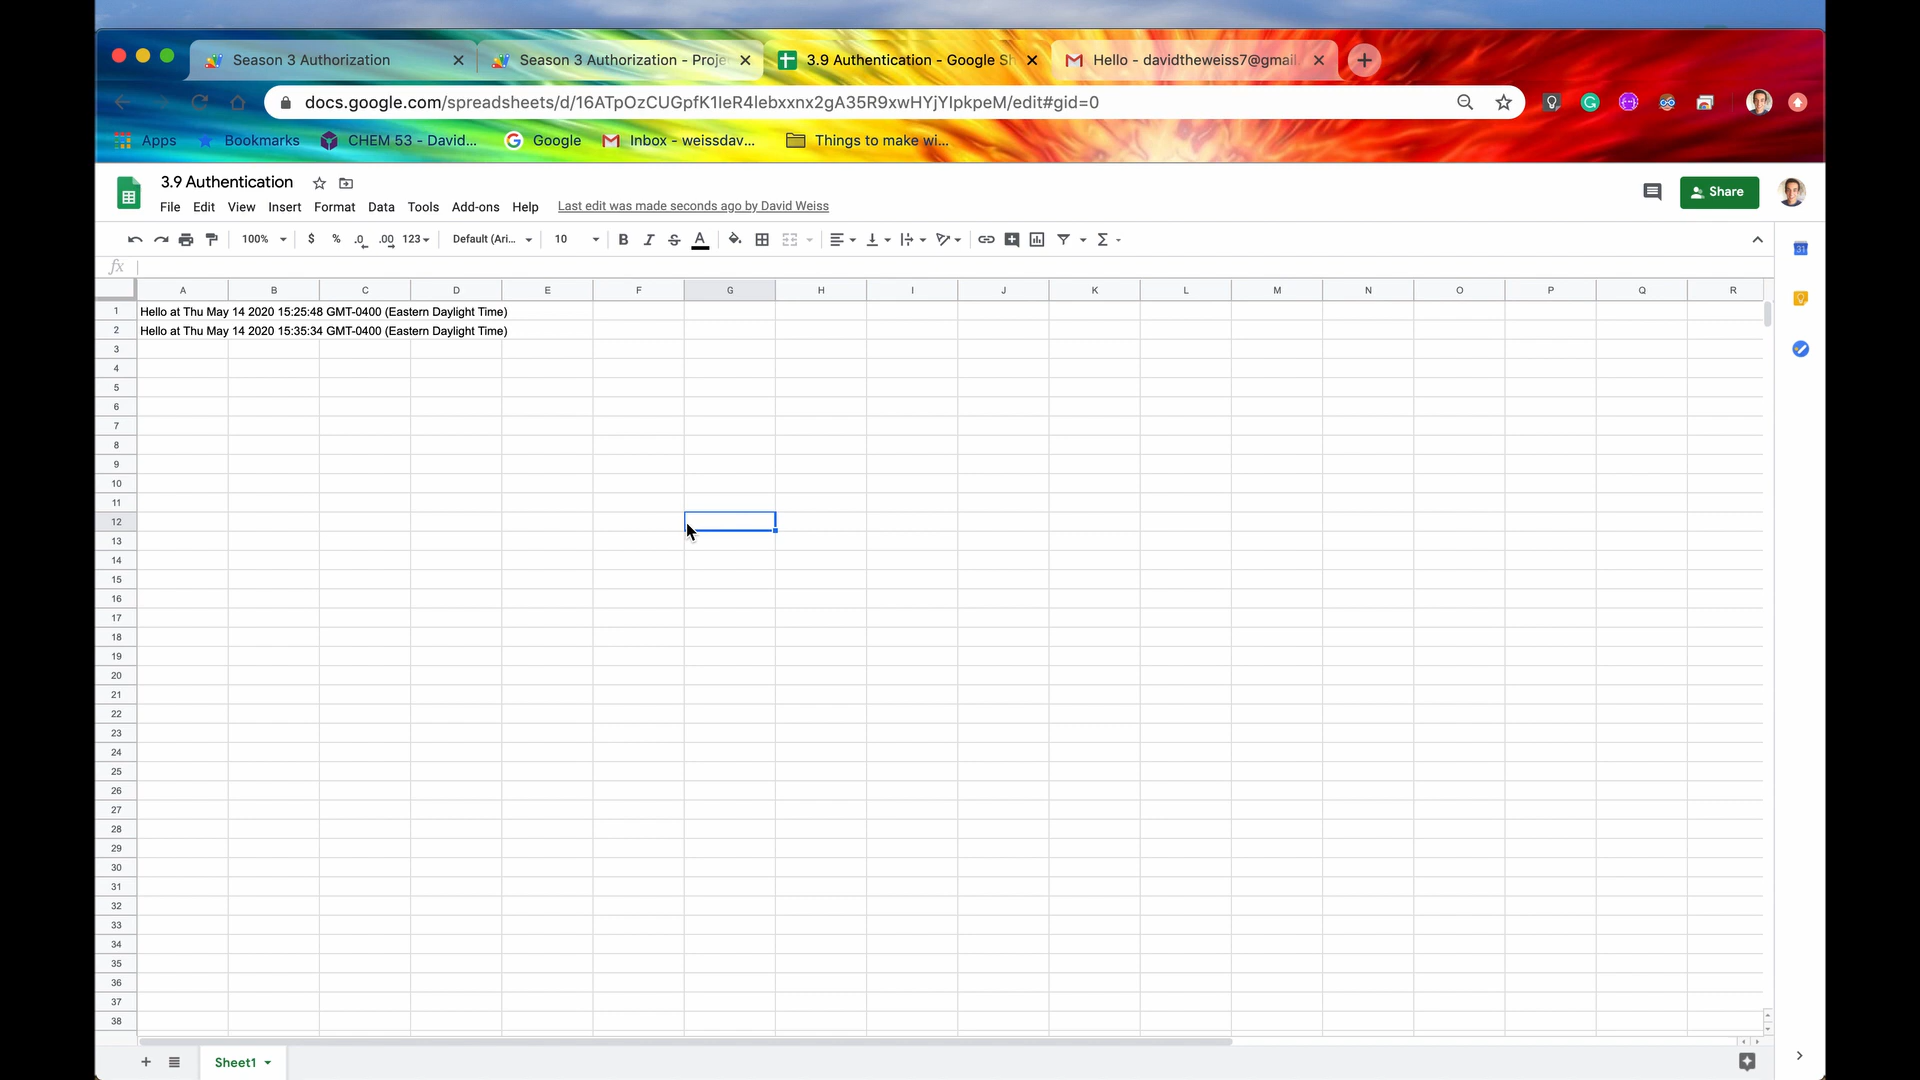 Season 3 Authorization
Season 3 Authorization - Proje
3.9 Authentication - Google Sh
Hello - davidtheweiss7@gmail.
docs.google.com/spreadsheets/d/16ATpOzCUGpfK1IeR4Iebxxnx2gA35R9xwHYjYIpkpeM/edit#gid=0
Apps
Bookmarks
CHEM 53 - David...
Google
Inbox - weissdav...
Things to make wi...
3.9 Authentication
Share
File Edit View Insert Format Data Tools Add-ons Help Last edit was made seconds ago by David Weiss
100% $ % .0 .00 123 Default (Ari... 10 B I S A Σ
31
fx
A B C D E F G H I J K L M N O P Q R
1 Hello at Thu May 14 2020 15:25:48 GMT-0400 (Eastern Daylight Time)
2 Hello at Thu May 14 2020 15:35:34 GMT-0400 (Eastern Daylight Time)
3
4
5
6
7
8
9
10
11
12
13
14
15
16
17
18
19
20
21
22
23
24
25
26
27
28
29
30
31
32
33
34
35
36
37
38
Sheet1